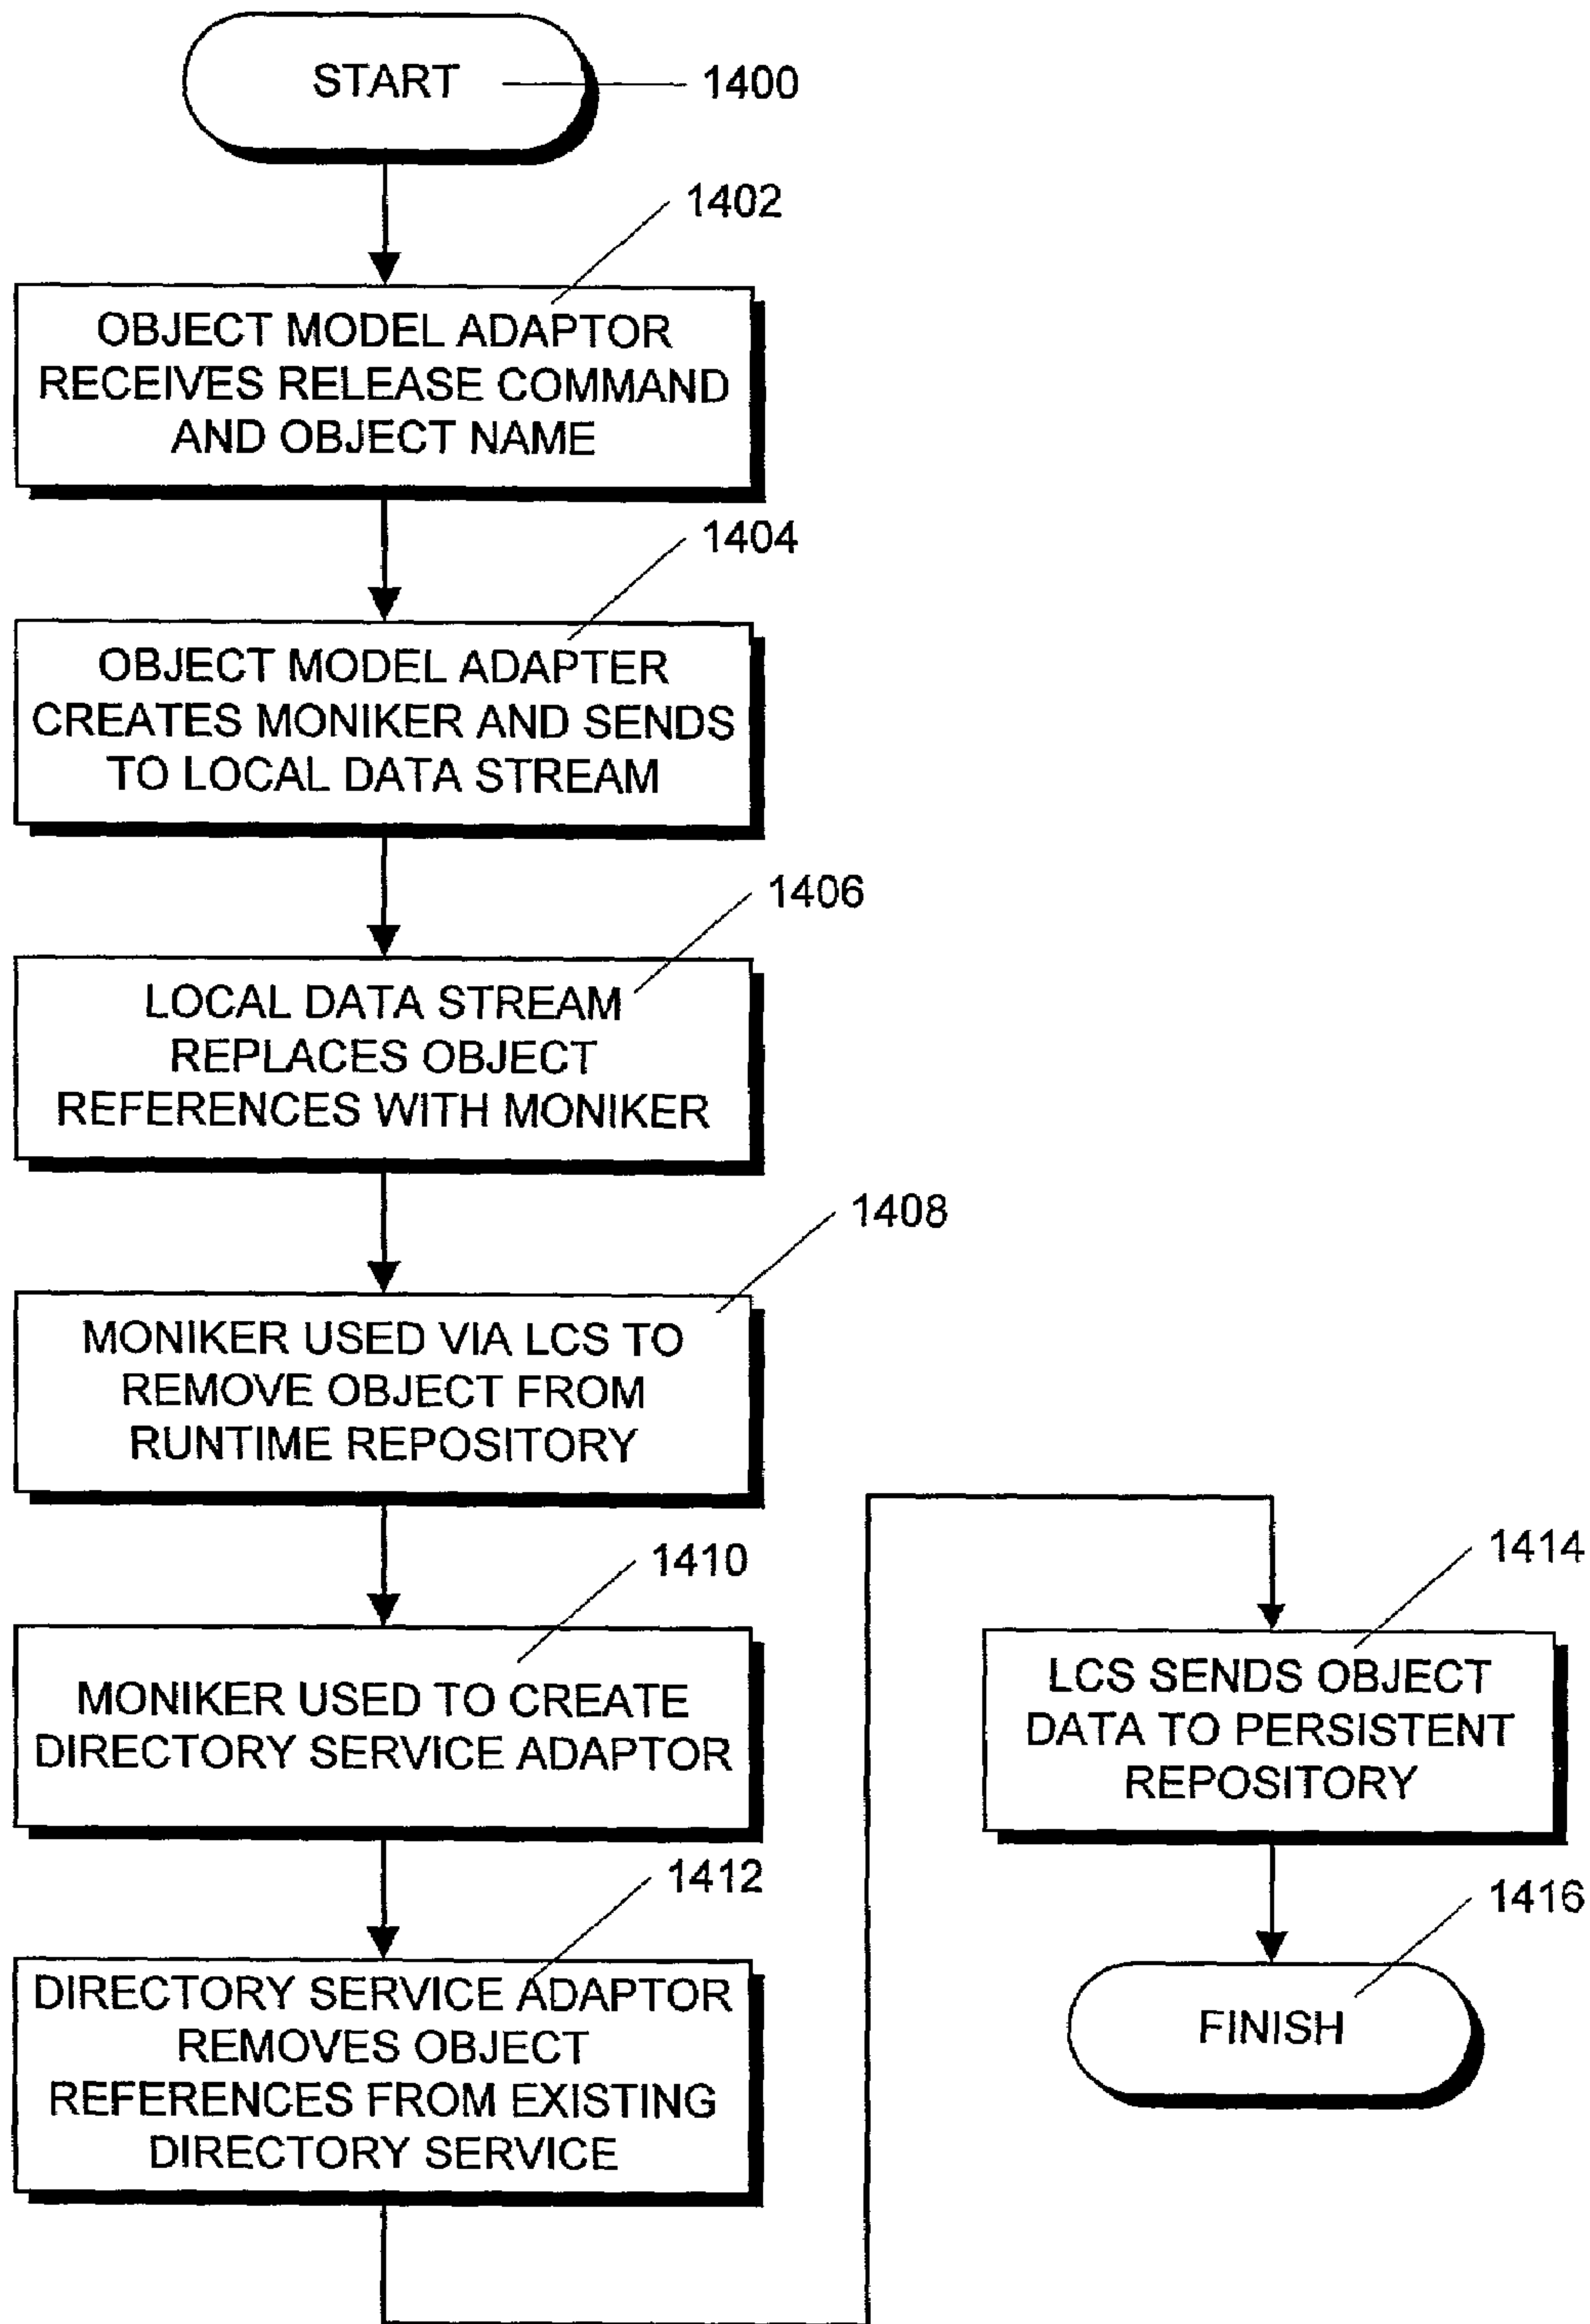 START
1400
1402
OBJECT MODEL ADAPTOR
RECEIVES RELEASE COMMAND
AND OBJECT NAME
1404
OBJECT MODEL ADAPTER
CREATES MONIKER AND SENDS
TO LOCAL DATA STREAM
1406
LOCAL DATA STREAM
REPLACES OBJECT
REFERENCES WITH MONIKER
1408
MONIKER USED VIA LCS TO
REMOVE OBJECT FROM
RUNTIME REPOSITORY
1410
MONIKER USED TO CREATE
DIRECTORY SERVICE ADAPTOR
1412
DIRECTORY SERVICE ADAPTOR
REMOVES OBJECT
REFERENCES FROM EXISTING
DIRECTORY SERVICE
1414
LCS SENDS OBJECT
DATA TO PERSISTENT
REPOSITORY
1416
FINISH